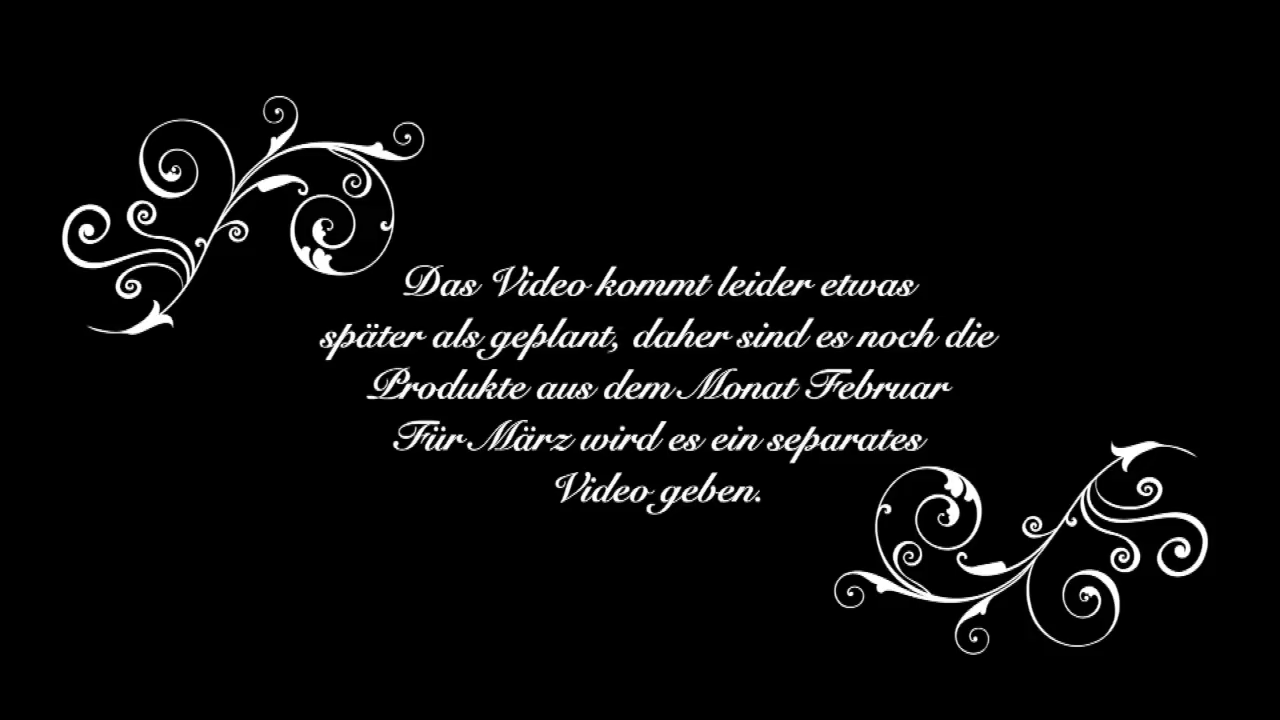 Das Video kommt leider etwas
später als geplant, daher sind es noch die
Produkte aus dem Monat Februar
Für März wird es ein separates
Video geben.